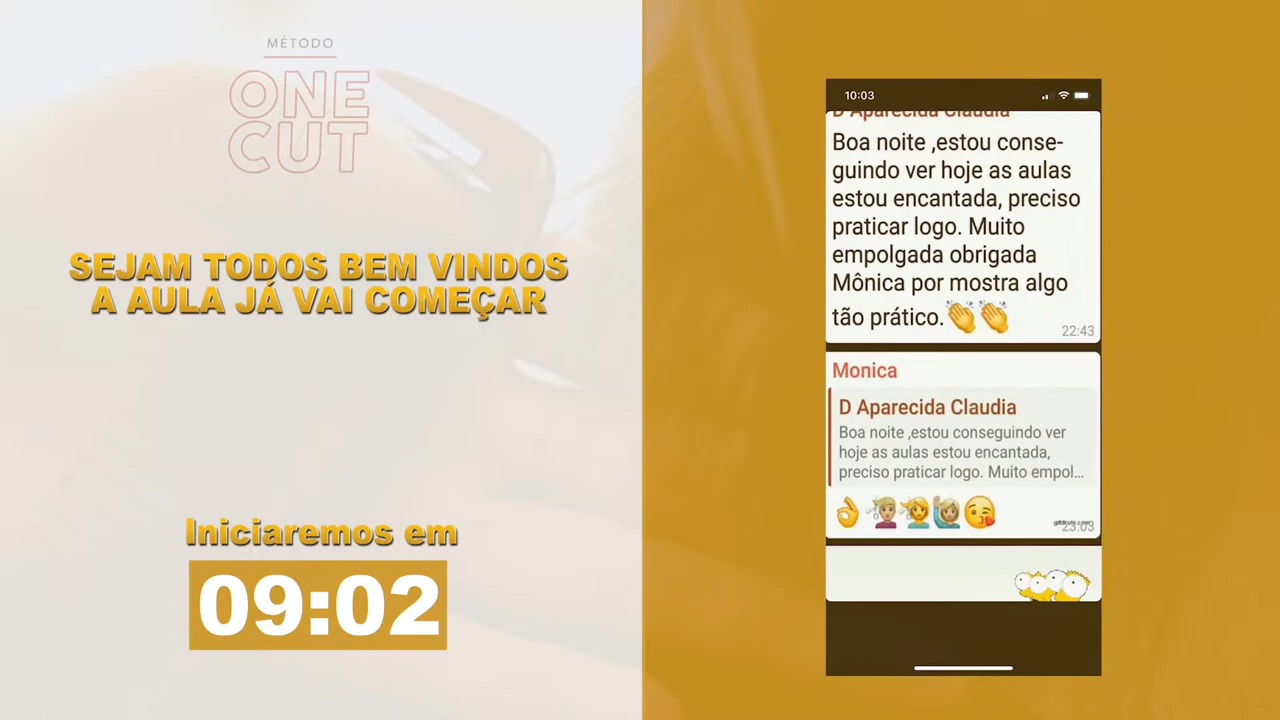 MÉTODO
ONE
CUT
SEJAM TODOS BEM VINDOS
A AULA JÁ VAI COMEÇAR
Iniciaremos em
09:02
10:03
D Aparecida Claudia
Boa noite ,estou conse-
guindo ver hoje as aulas
estou encantada, preciso
praticar logo. Muito
empolgada obrigada
Mônica por mostra algo
tão prático.👏👏
22:43
Monica
D Aparecida Claudia
Boa noite ,estou conseguindo ver
hoje as aulas estou encantada,
preciso praticar logo. Muito empol...
23:03